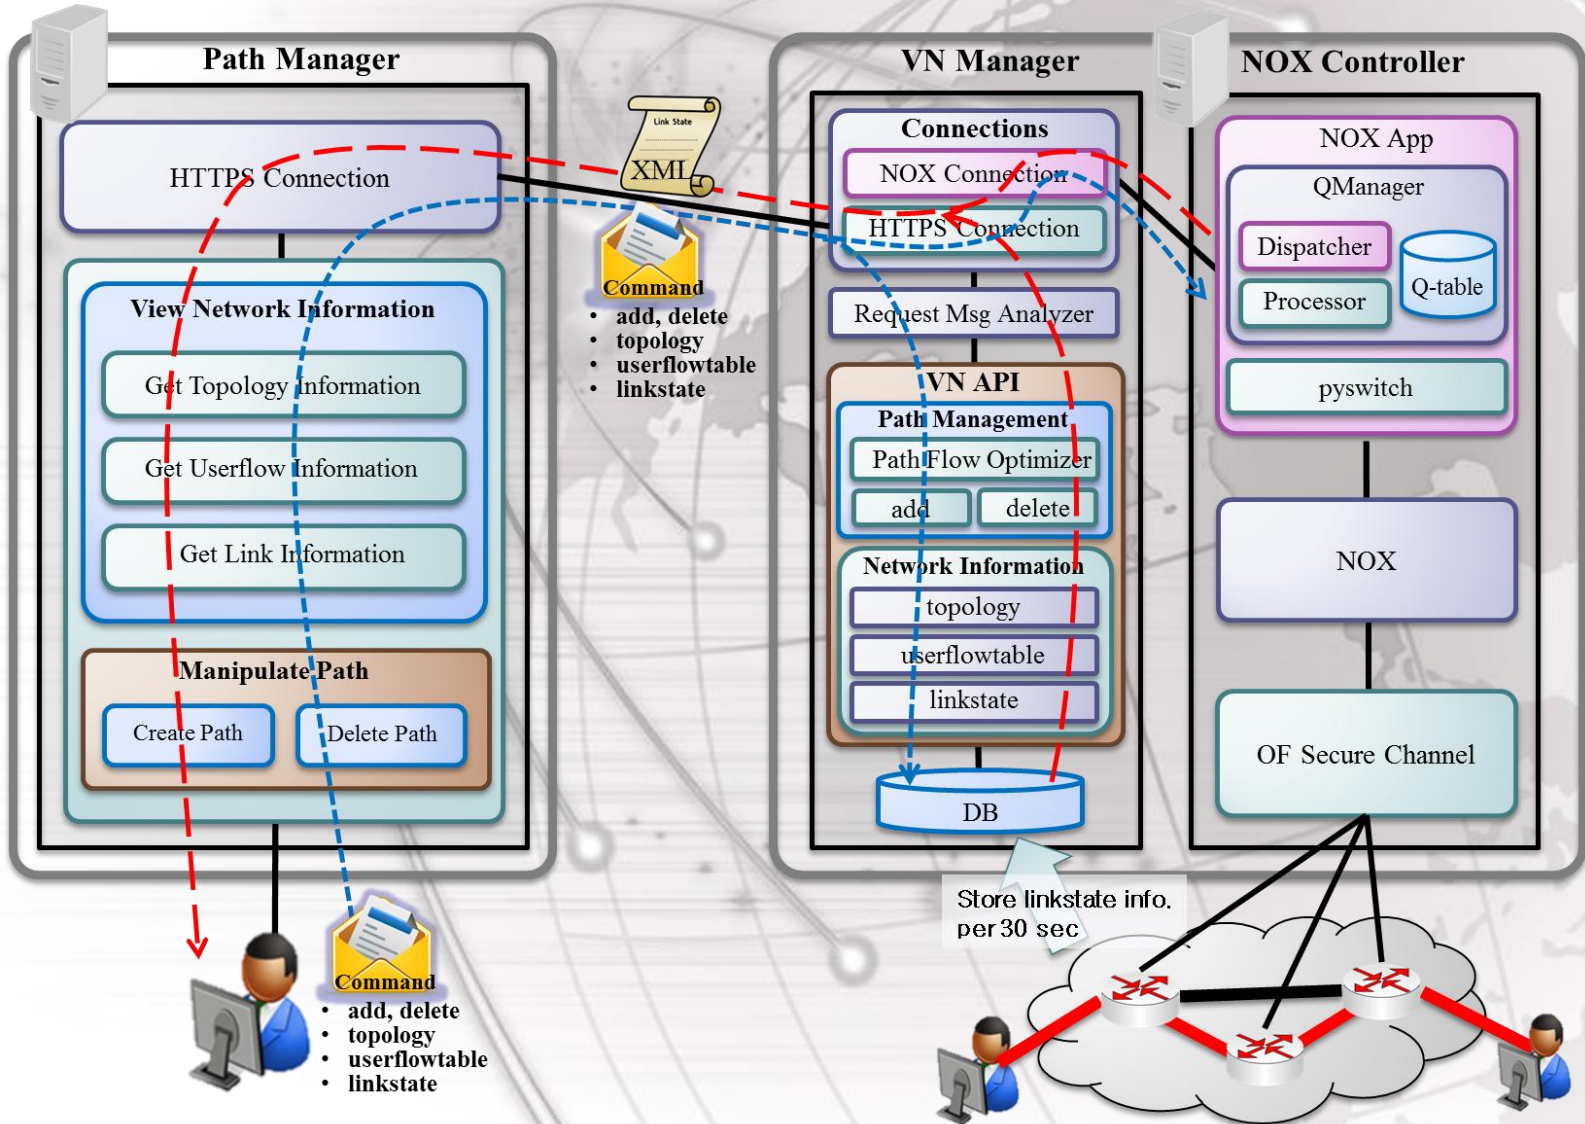 Path Manager
HTTPS Connection
View Network Information
Get Topology Information
Get Userflow Information
Get Link Information
Manipulate Path
Create Path
Delete Path
Command
• add, delete
• topology
• userflowtable
• linkstate
Link State
XML
Command
• add, delete
• topology
• userflowtable
• linkstate
VN Manager
Connections
NOX Connection
HTTPS Connection
Request Msg Analyzer
VN API
Path Management
Path Flow Optimizer
add
delete
Network Information
topology
userflowtable
linkstate
DB
Store linkstate info.
per 30 sec
NOX Controller
NOX App
QManager
Dispatcher
Processor
Q-table
pyswitch
NOX
OF Secure Channel